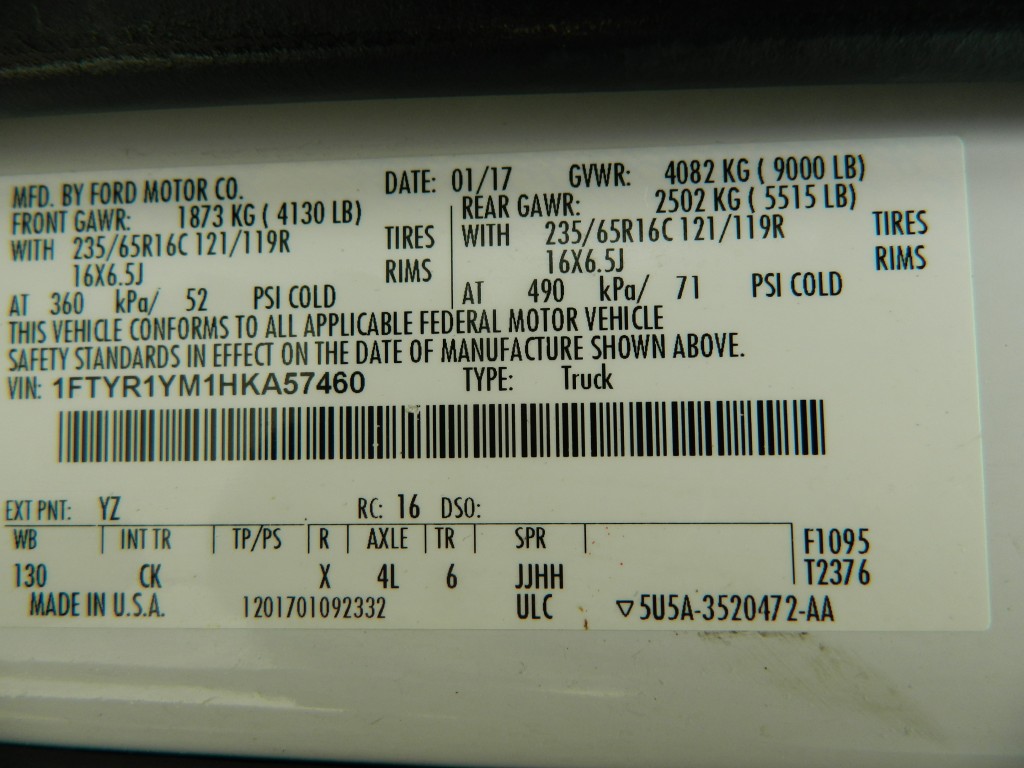 MFD. BY FORD MOTOR CO. DATE: 01/17 GVWR: 4082 KG ( 9000 LB)
FRONT GAWR: 1873 KG ( 4130 LB) REAR GAWR: 2502 KG ( 5515 LB)
WITH 235/65R16C 121/119R TIRES WITH 235/65R16C 121/119R TIRES
16X6.5J RIMS 16X6.5J RIMS
AT 360 kPa/ 52 PSI COLD AT 490 kPa/ 71 PSI COLD
THIS VEHICLE CONFORMS TO ALL APPLICABLE FEDERAL MOTOR VEHICLE
SAFETY STANDARDS IN EFFECT ON THE DATE OF MANUFACTURE SHOWN ABOVE.
VIN: 1FTYR1YM1HKA57460 TYPE: Truck
EXT PNT: YZ RC: 16 DSO:
WB INT TR TP/PS R AXLE TR SPR F1095
130 CK X 4L 6 JJHH T2376
MADE IN U.S.A. 1201701092332 ULC ▽5U5A-3520472-AA